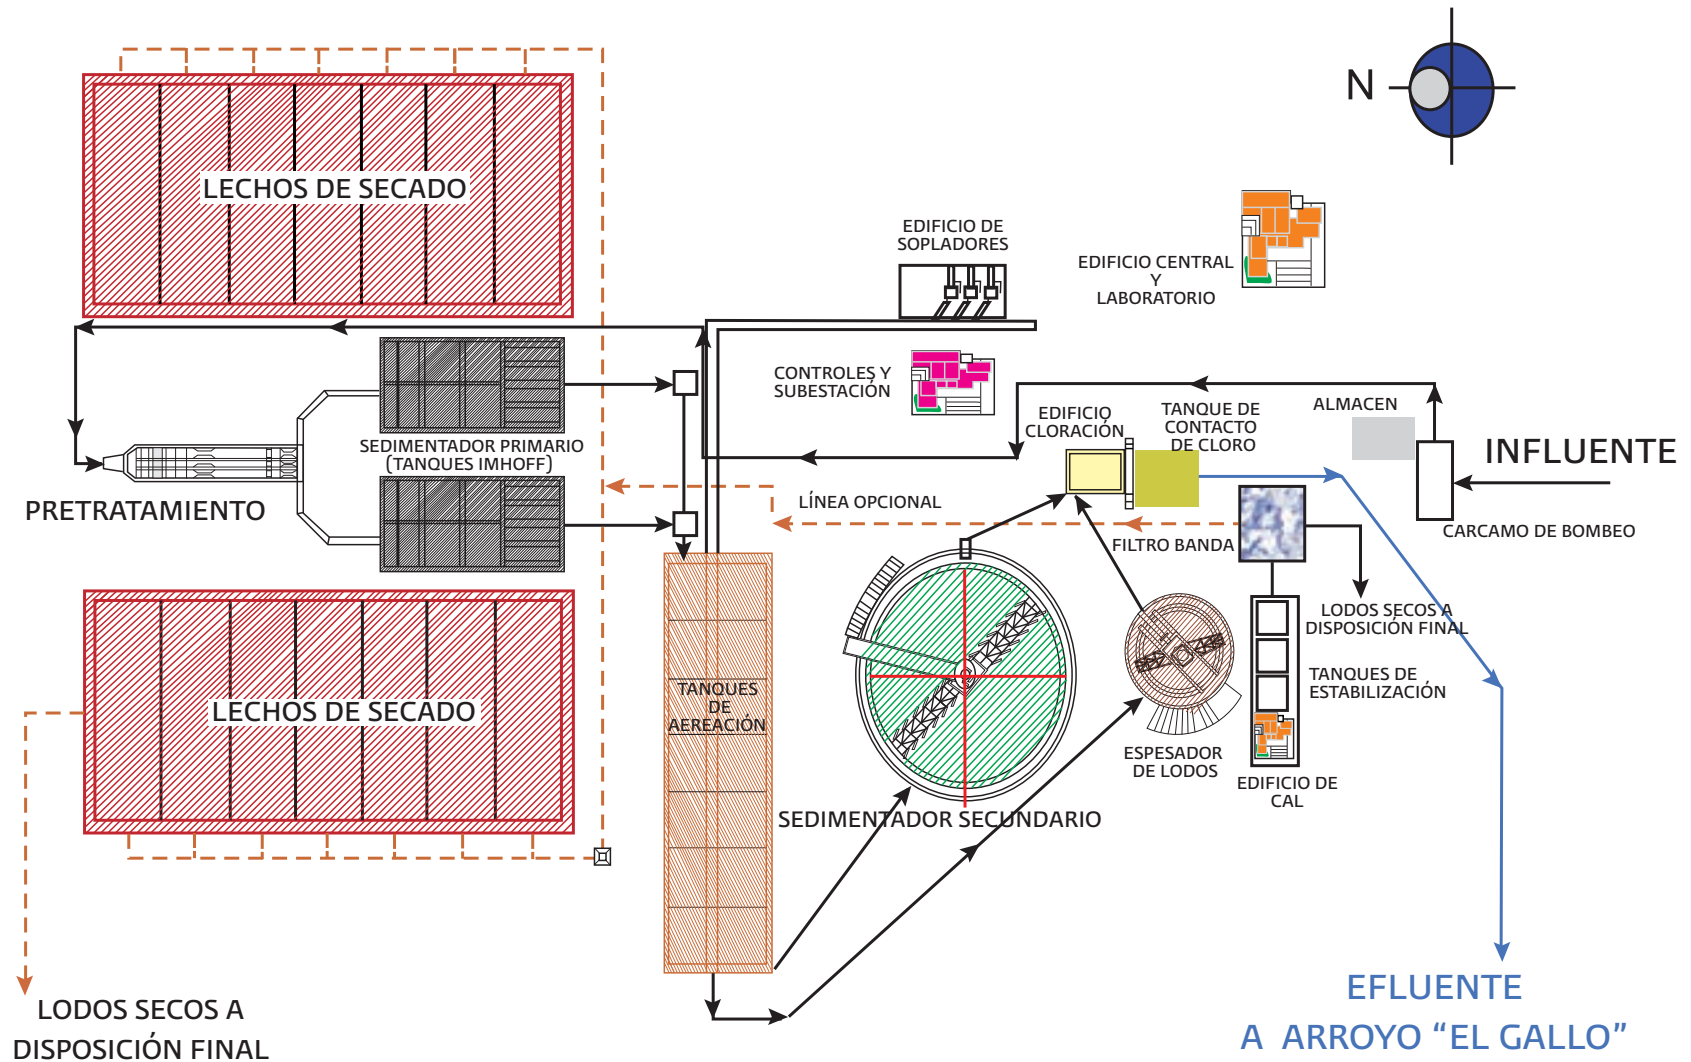 N
LECHOS DE SECADO
EDIFICIO DE
SOPLADORES
EDIFICIO CENTRAL
Y
LABORATORIO
CONTROLES Y
SUBESTACIÓN
EDIFICIO
CLORACIÓN
TANQUE DE
CONTACTO
DE CLORO
ALMACEN
INFLUENTE
SEDIMENTADOR PRIMARIO
(TANQUES IMHOFF)
PRETRATAMIENTO
LÍNEA OPCIONAL
FILTRO BANDA
CARCAMO DE BOMBEO
LODOS SECOS A
DISPOSICIÓN FINAL
TANQUES DE
ESTABILIZACIÓN
TANQUES
DE
AEREACIÓN
LECHOS DE SECADO
ESPESADOR
DE LODOS
EDIFICIO DE
CAL
SEDIMENTADOR SECUNDARIO
LODOS SECOS A
DISPOSICIÓN FINAL
EFLUENTE
A ARROYO “EL GALLO”